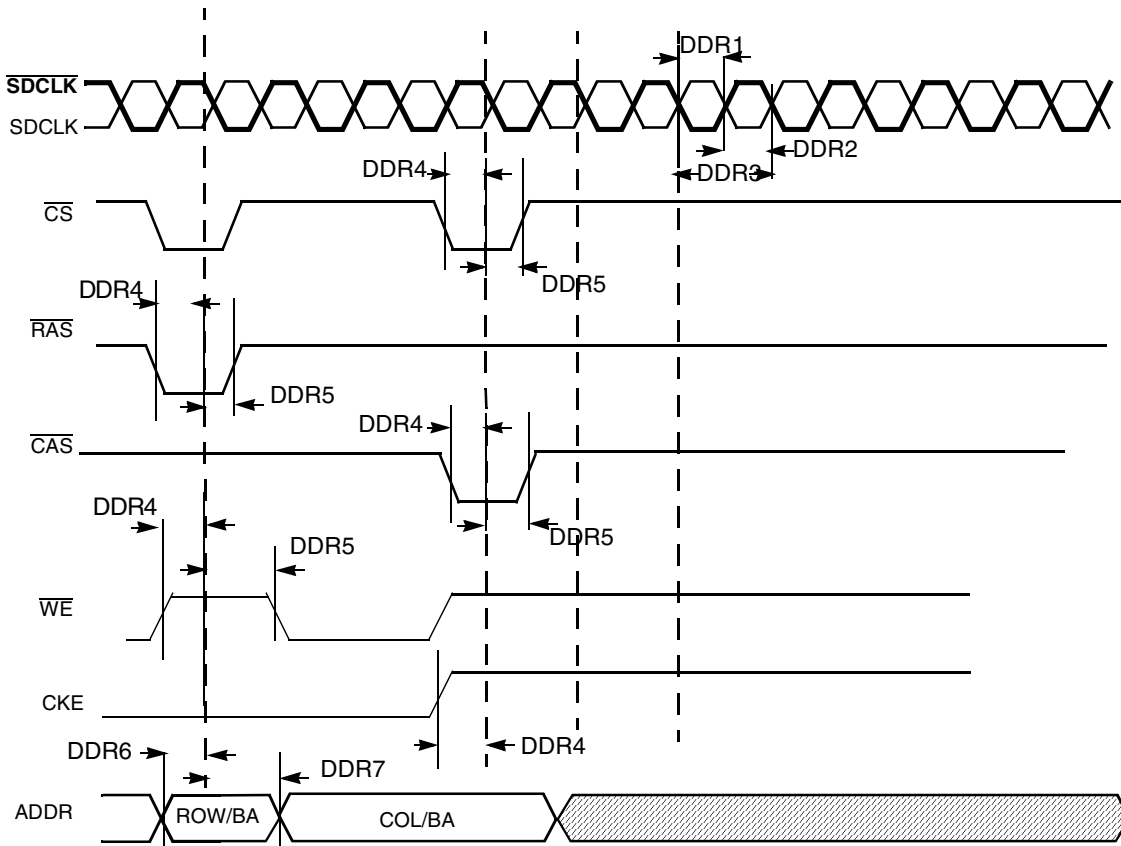 DDR1
SDCLK
SDCLK
DDR2
DDR4
DDR3
CS
DDR5
DDR4
RAS
DDR5
DDR4
CAS
DDR4
DDR5
DDR5
WE
CKE
DDR6
DDR4
DDR7
ADDR
ROW/BA
COL/BA